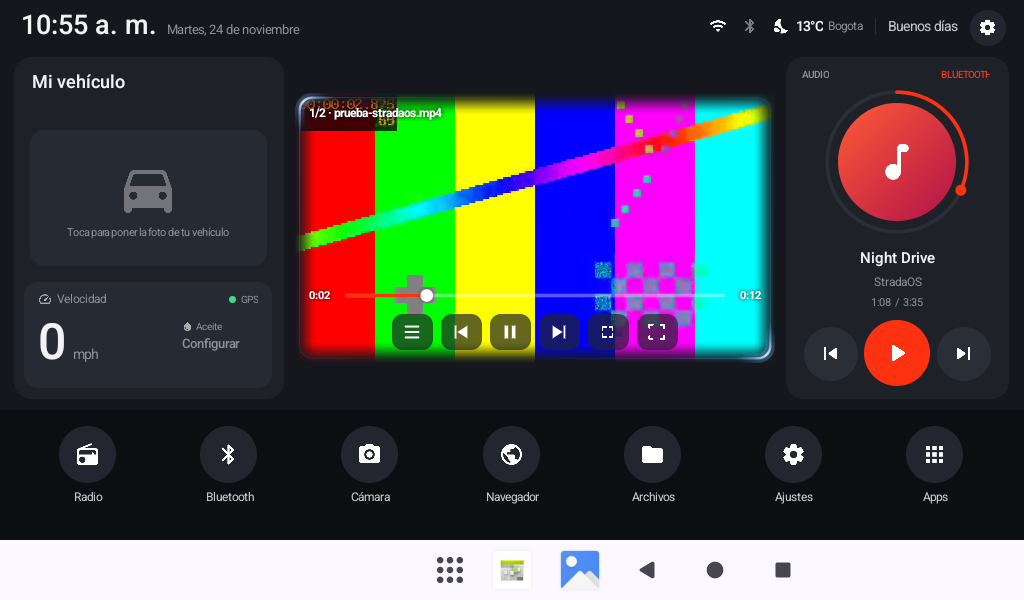 10:55 a. m.
Martes, 24 de noviembre
13°C Bogota
Buenos días
Mi vehículo
Toca para poner la foto de tu vehículo
Velocidad
GPS
0 mph
Aceite
Configurar
1/2 · prueba-stradaos.mp4
0:02
0:12
AUDIO
BLUETOOTH
Night Drive
StradaOS
1:08 / 3:35
Radio
Bluetooth
Cámara
Navegador
Archivos
Ajustes
Apps